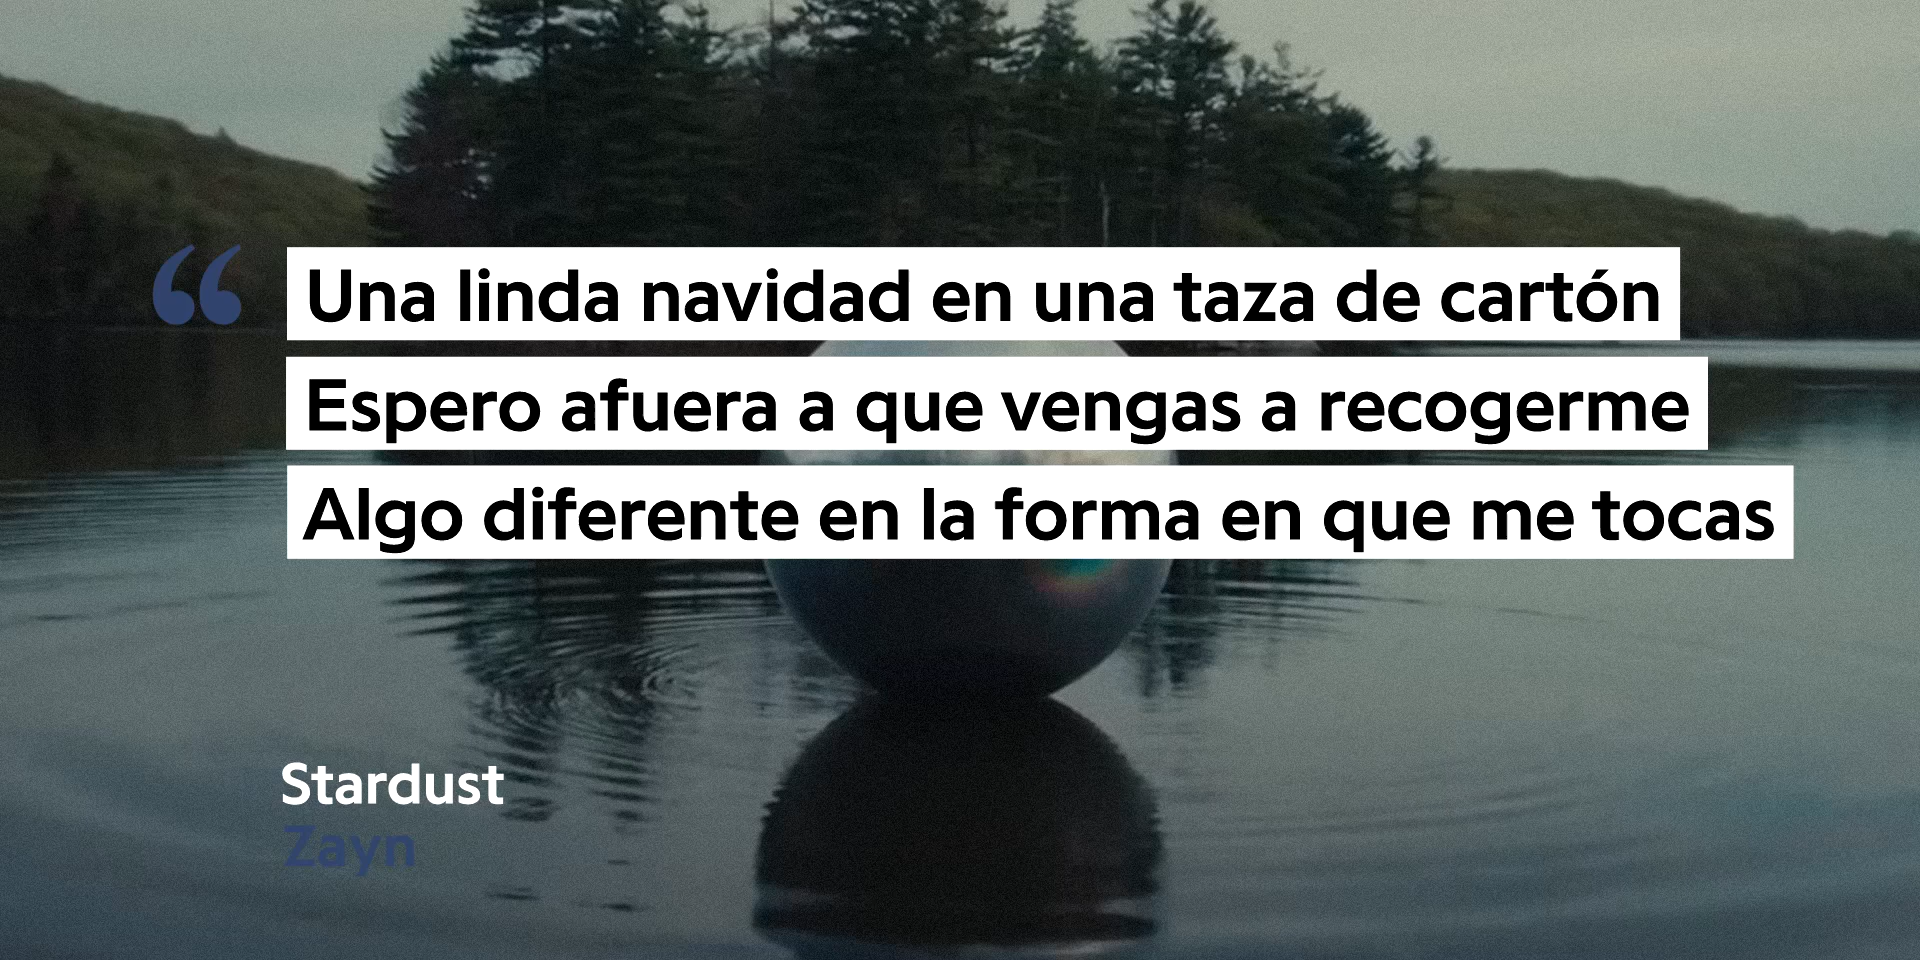 “
Una linda navidad en una taza de cartón
Espero afuera a que vengas a recogerme
Algo diferente en la forma en que me tocas
Stardust
Zayn